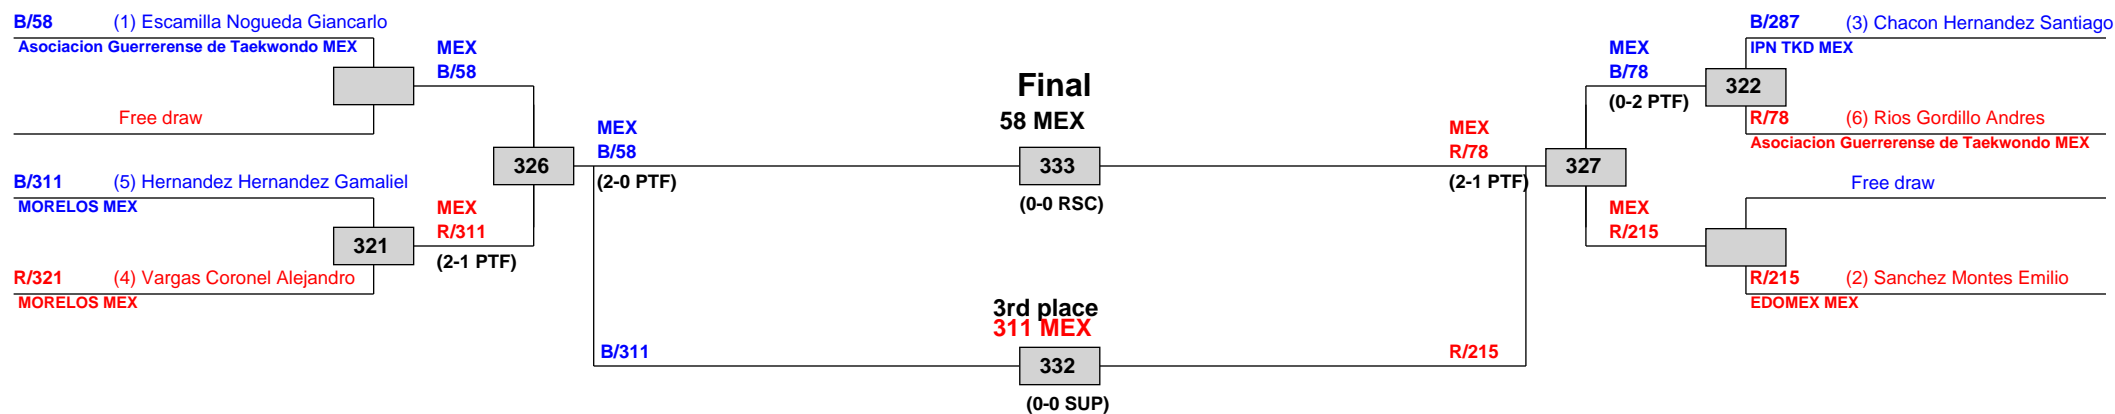 B/58 (1) Escamilla Nogueda Giancarlo
Asociacion Guerrerense de Taekwondo MEX
Free draw
B/311 (5) Hernandez Hernandez Gamaliel
MORELOS MEX
321
R/321 (4) Vargas Coronel Alejandro
MORELOS MEX
MEX
B/58
MEX
R/311
(2-1 PTF)
326
MEX
B/58
(2-0 PTF)
Final
58 MEX
333
(0-0 RSC)
3rd place
311 MEX
B/311
332
R/215
(0-0 SUP)
MEX
R/78
(2-1 PTF)
327
MEX
B/78
(0-2 PTF)
MEX
R/215
B/287 (3) Chacon Hernandez Santiago
IPN TKD MEX
322
R/78 (6) Rios Gordillo Andres
Asociacion Guerrerense de Taekwondo MEX
Free draw
R/215 (2) Sanchez Montes Emilio
EDOMEX MEX